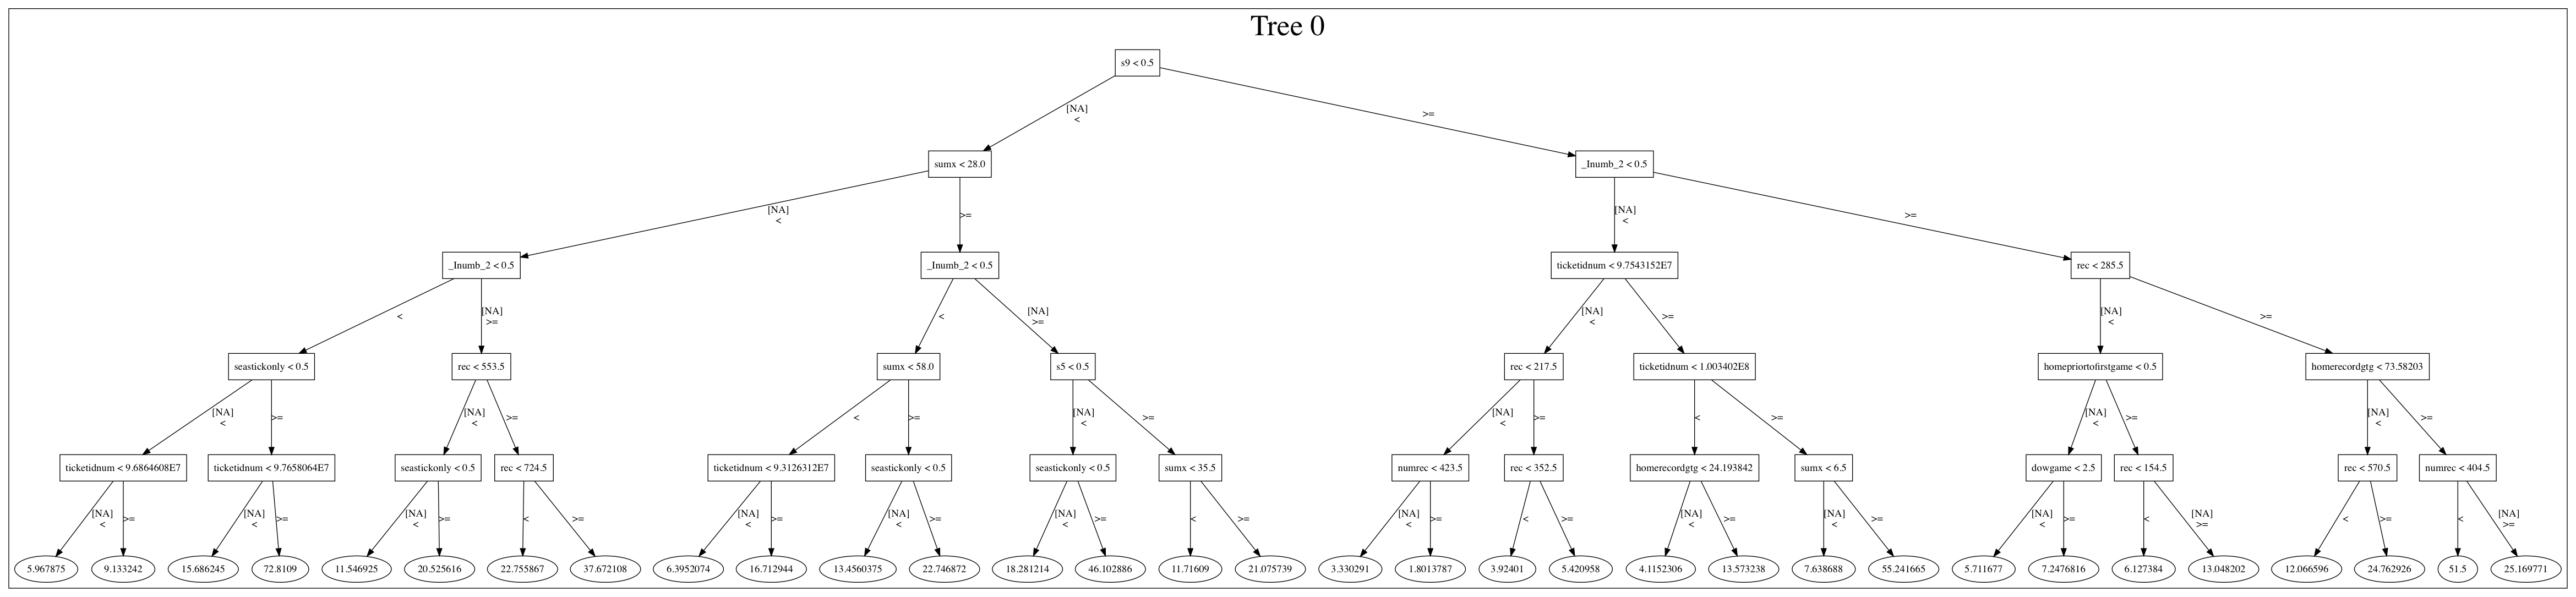 Tree 0
s9 < 0.5
[NA]
<
>=
sumx < 28.0
_Inumb_2 < 0.5
[NA]
<
>=
[NA]
<
>=
_Inumb_2 < 0.5
_Inumb_2 < 0.5
ticketidnum < 9.7543152E7
rec < 285.5
<
[NA]
>=
<
[NA]
>=
[NA]
<
>=
[NA]
<
>=
seastickonly < 0.5
rec < 553.5
sumx < 58.0
s5 < 0.5
rec < 217.5
ticketidnum < 1.003402E8
homepriortofirstgame < 0.5
homerecordgtg < 73.58203
[NA]
<
>=
[NA]
<
>=
<
>=
[NA]
<
>=
[NA]
<
>=
<
>=
[NA]
<
>=
[NA]
<
>=
ticketidnum < 9.6864608E7
ticketidnum < 9.7658064E7
seastickonly < 0.5
rec < 724.5
ticketidnum < 9.3126312E7
seastickonly < 0.5
seastickonly < 0.5
sumx < 35.5
numrec < 423.5
rec < 352.5
homerecordgtg < 24.193842
sumx < 6.5
dowgame < 2.5
rec < 154.5
rec < 570.5
numrec < 404.5
[NA]
<
>=
[NA]
<
>=
[NA]
<
>=
<
>=
[NA]
<
>=
[NA]
<
>=
[NA]
<
>=
<
>=
[NA]
<
>=
<
>=
[NA]
<
>=
[NA]
<
>=
[NA]
<
>=
<
[NA]
>=
<
>=
<
[NA]
>=
5.967875
9.133242
15.686245
72.8109
11.546925
20.525616
22.755867
37.672108
6.3952074
16.712944
13.4560375
22.746872
18.281214
46.102886
11.71609
21.075739
3.330291
1.8013787
3.92401
5.420958
4.1152306
13.573238
7.638688
55.241665
5.711677
7.2476816
6.127384
13.048202
12.066596
24.762926
51.5
25.169771